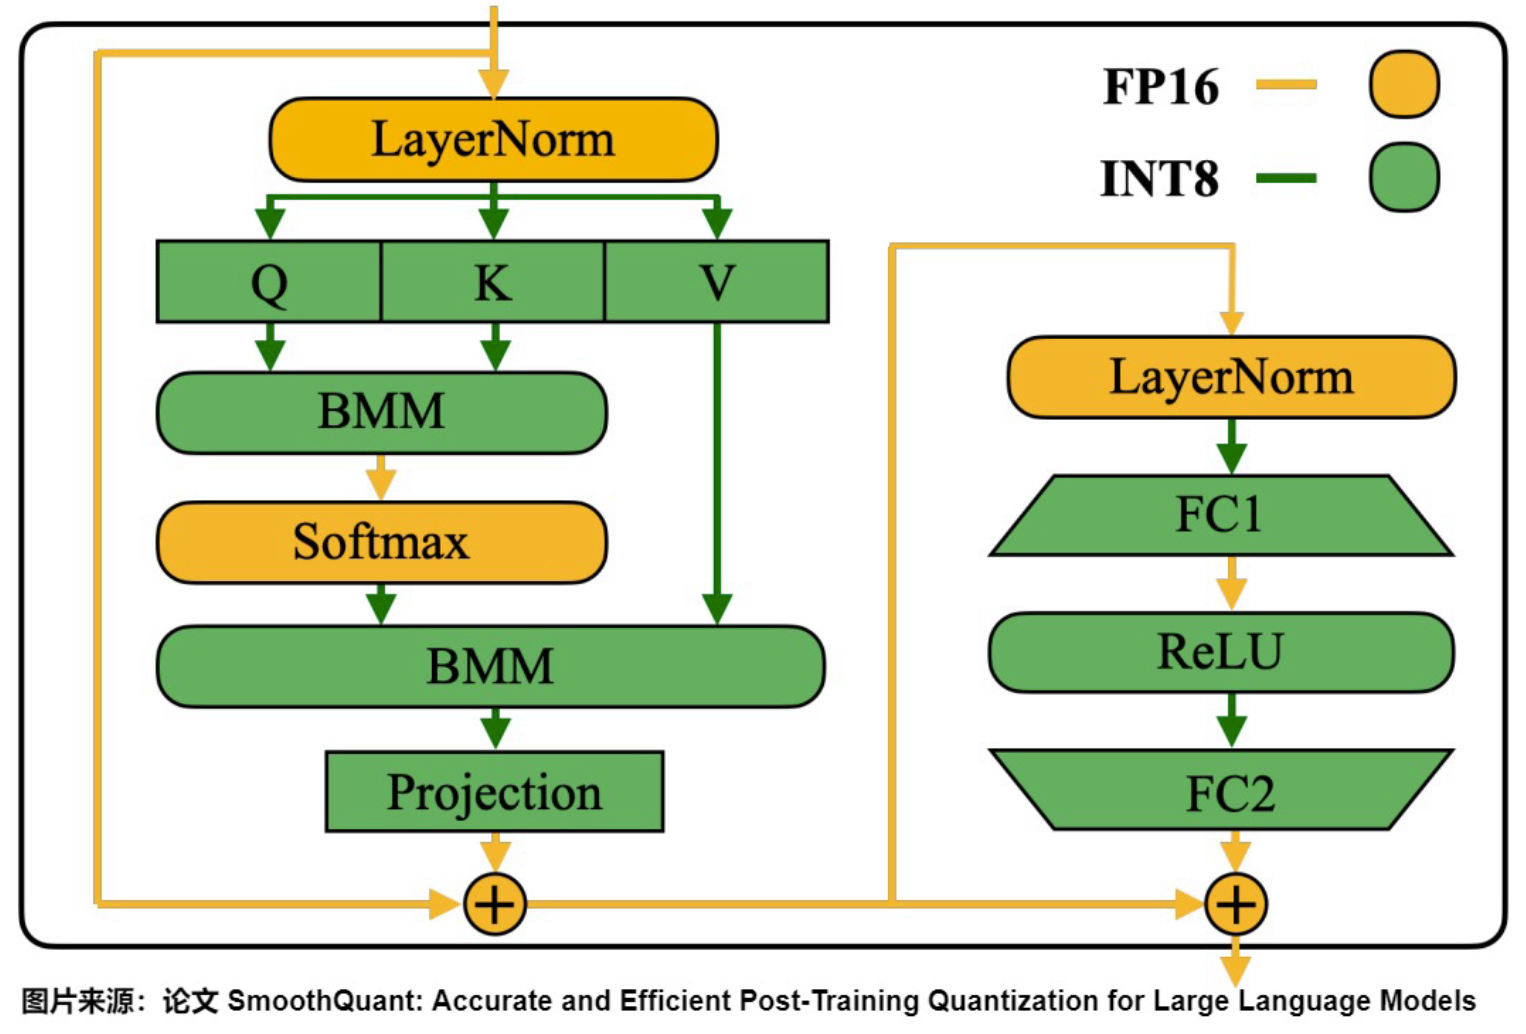 FP16
INT8
LayerNorm
Q K V
BMM
Softmax
BMM
Projection
+
LayerNorm
FC1
ReLU
FC2
+
图片来源：论文 SmoothQuant: Accurate and Efficient Post-Training Quantization for Large Language Models